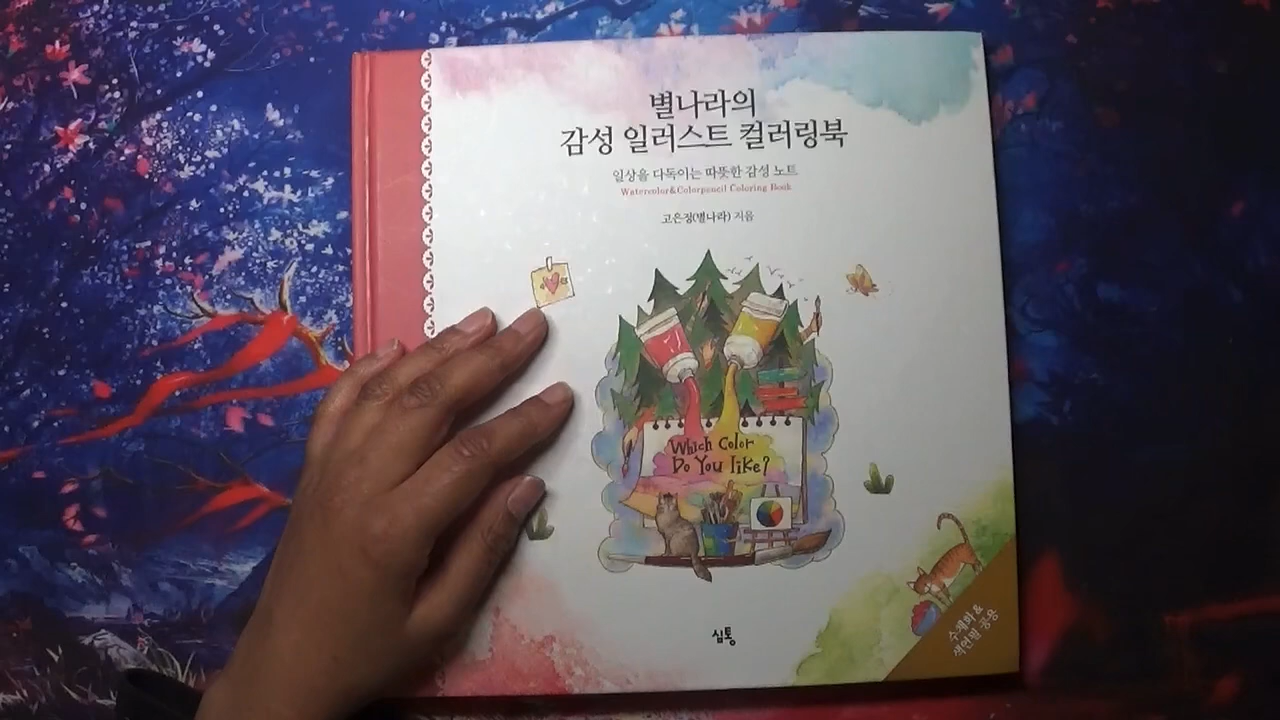 별나라의
감성 일러스트 컬러링북
일상을 다독이는 따뜻한 감성 노트
Watercolor&Colorpencil Coloring Book
고은정(별나라) 지음
Which Color
Do You like?
심통
수채화 &
색연필 공용